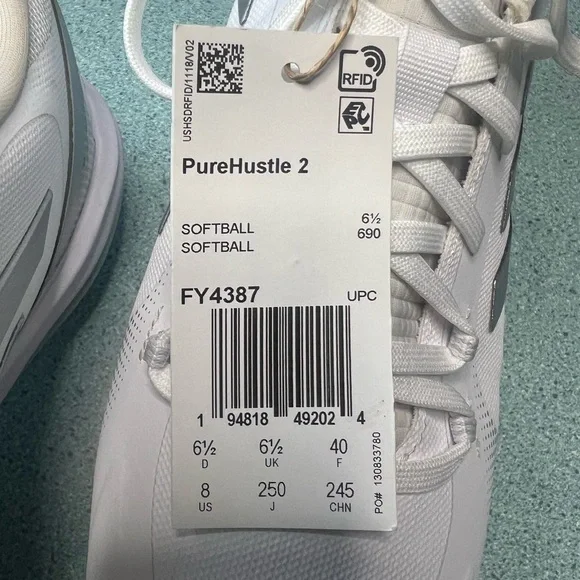 USHSDRFID/1118/V02
RFID
EPC
PureHustle 2
SOFTBALL 6½
SOFTBALL 690
FY4387 UPC
1 94818 49202 4
6½ 6½ 40
D UK F
8 250 245
US J CHN
PO# 130833780